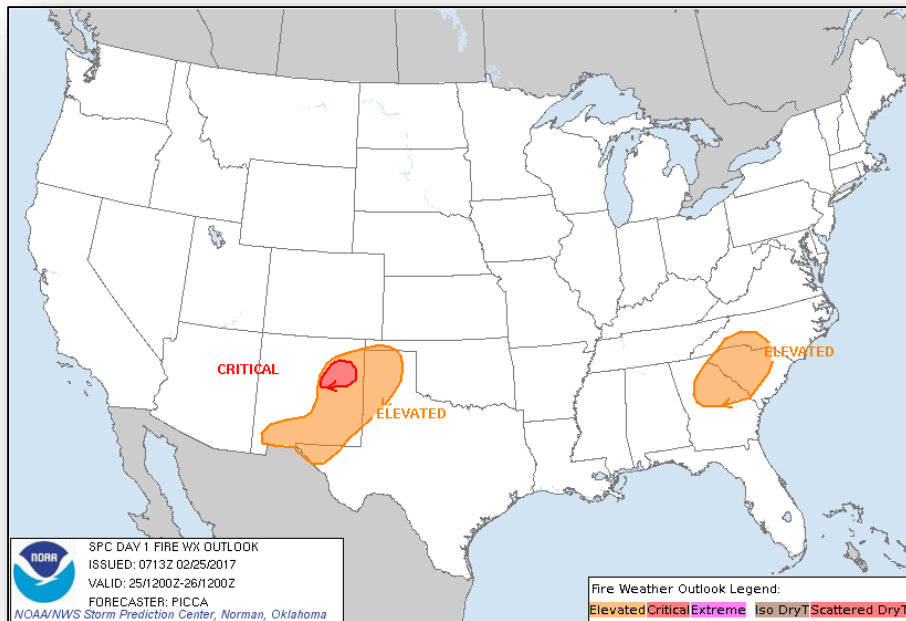 CRITICAL
ELEVATED
ELEVATED
NOAA
SPC DAY 1 FIRE WX OUTLOOK
ISSUED: 0713Z 02/25/2017
VALID: 25/1200Z-26/1200Z
FORECASTER: PICCA
NOAA/NWS Storm Prediction Center, Norman, Oklahoma
Fire Weather Outlook Legend:
Elevated Critical Extreme Iso DryT Scattered DryT